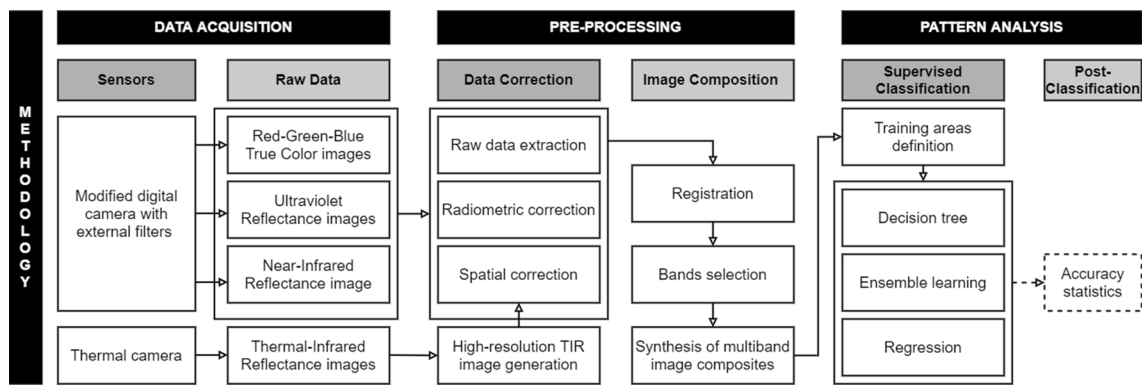 METHODOLOGY
DATA ACQUISITION
PRE-PROCESSING
PATTERN ANALYSIS
Sensors
Raw Data
Data Correction
Image Composition
Supervised
Classification
Post-
Classification
Modified digital
camera with
external filters
Thermal camera
Red-Green-Blue
True Color images
Ultraviolet
Reflectance images
Near-Infrared
Reflectance image
Thermal-Infrared
Reflectance images
Raw data extraction
Radiometric correction
Spatial correction
High-resolution TIR
image generation
Registration
Bands selection
Synthesis of multiband
image composites
Training areas
definition
Decision tree
Ensemble learning
Regression
Accuracy
statistics